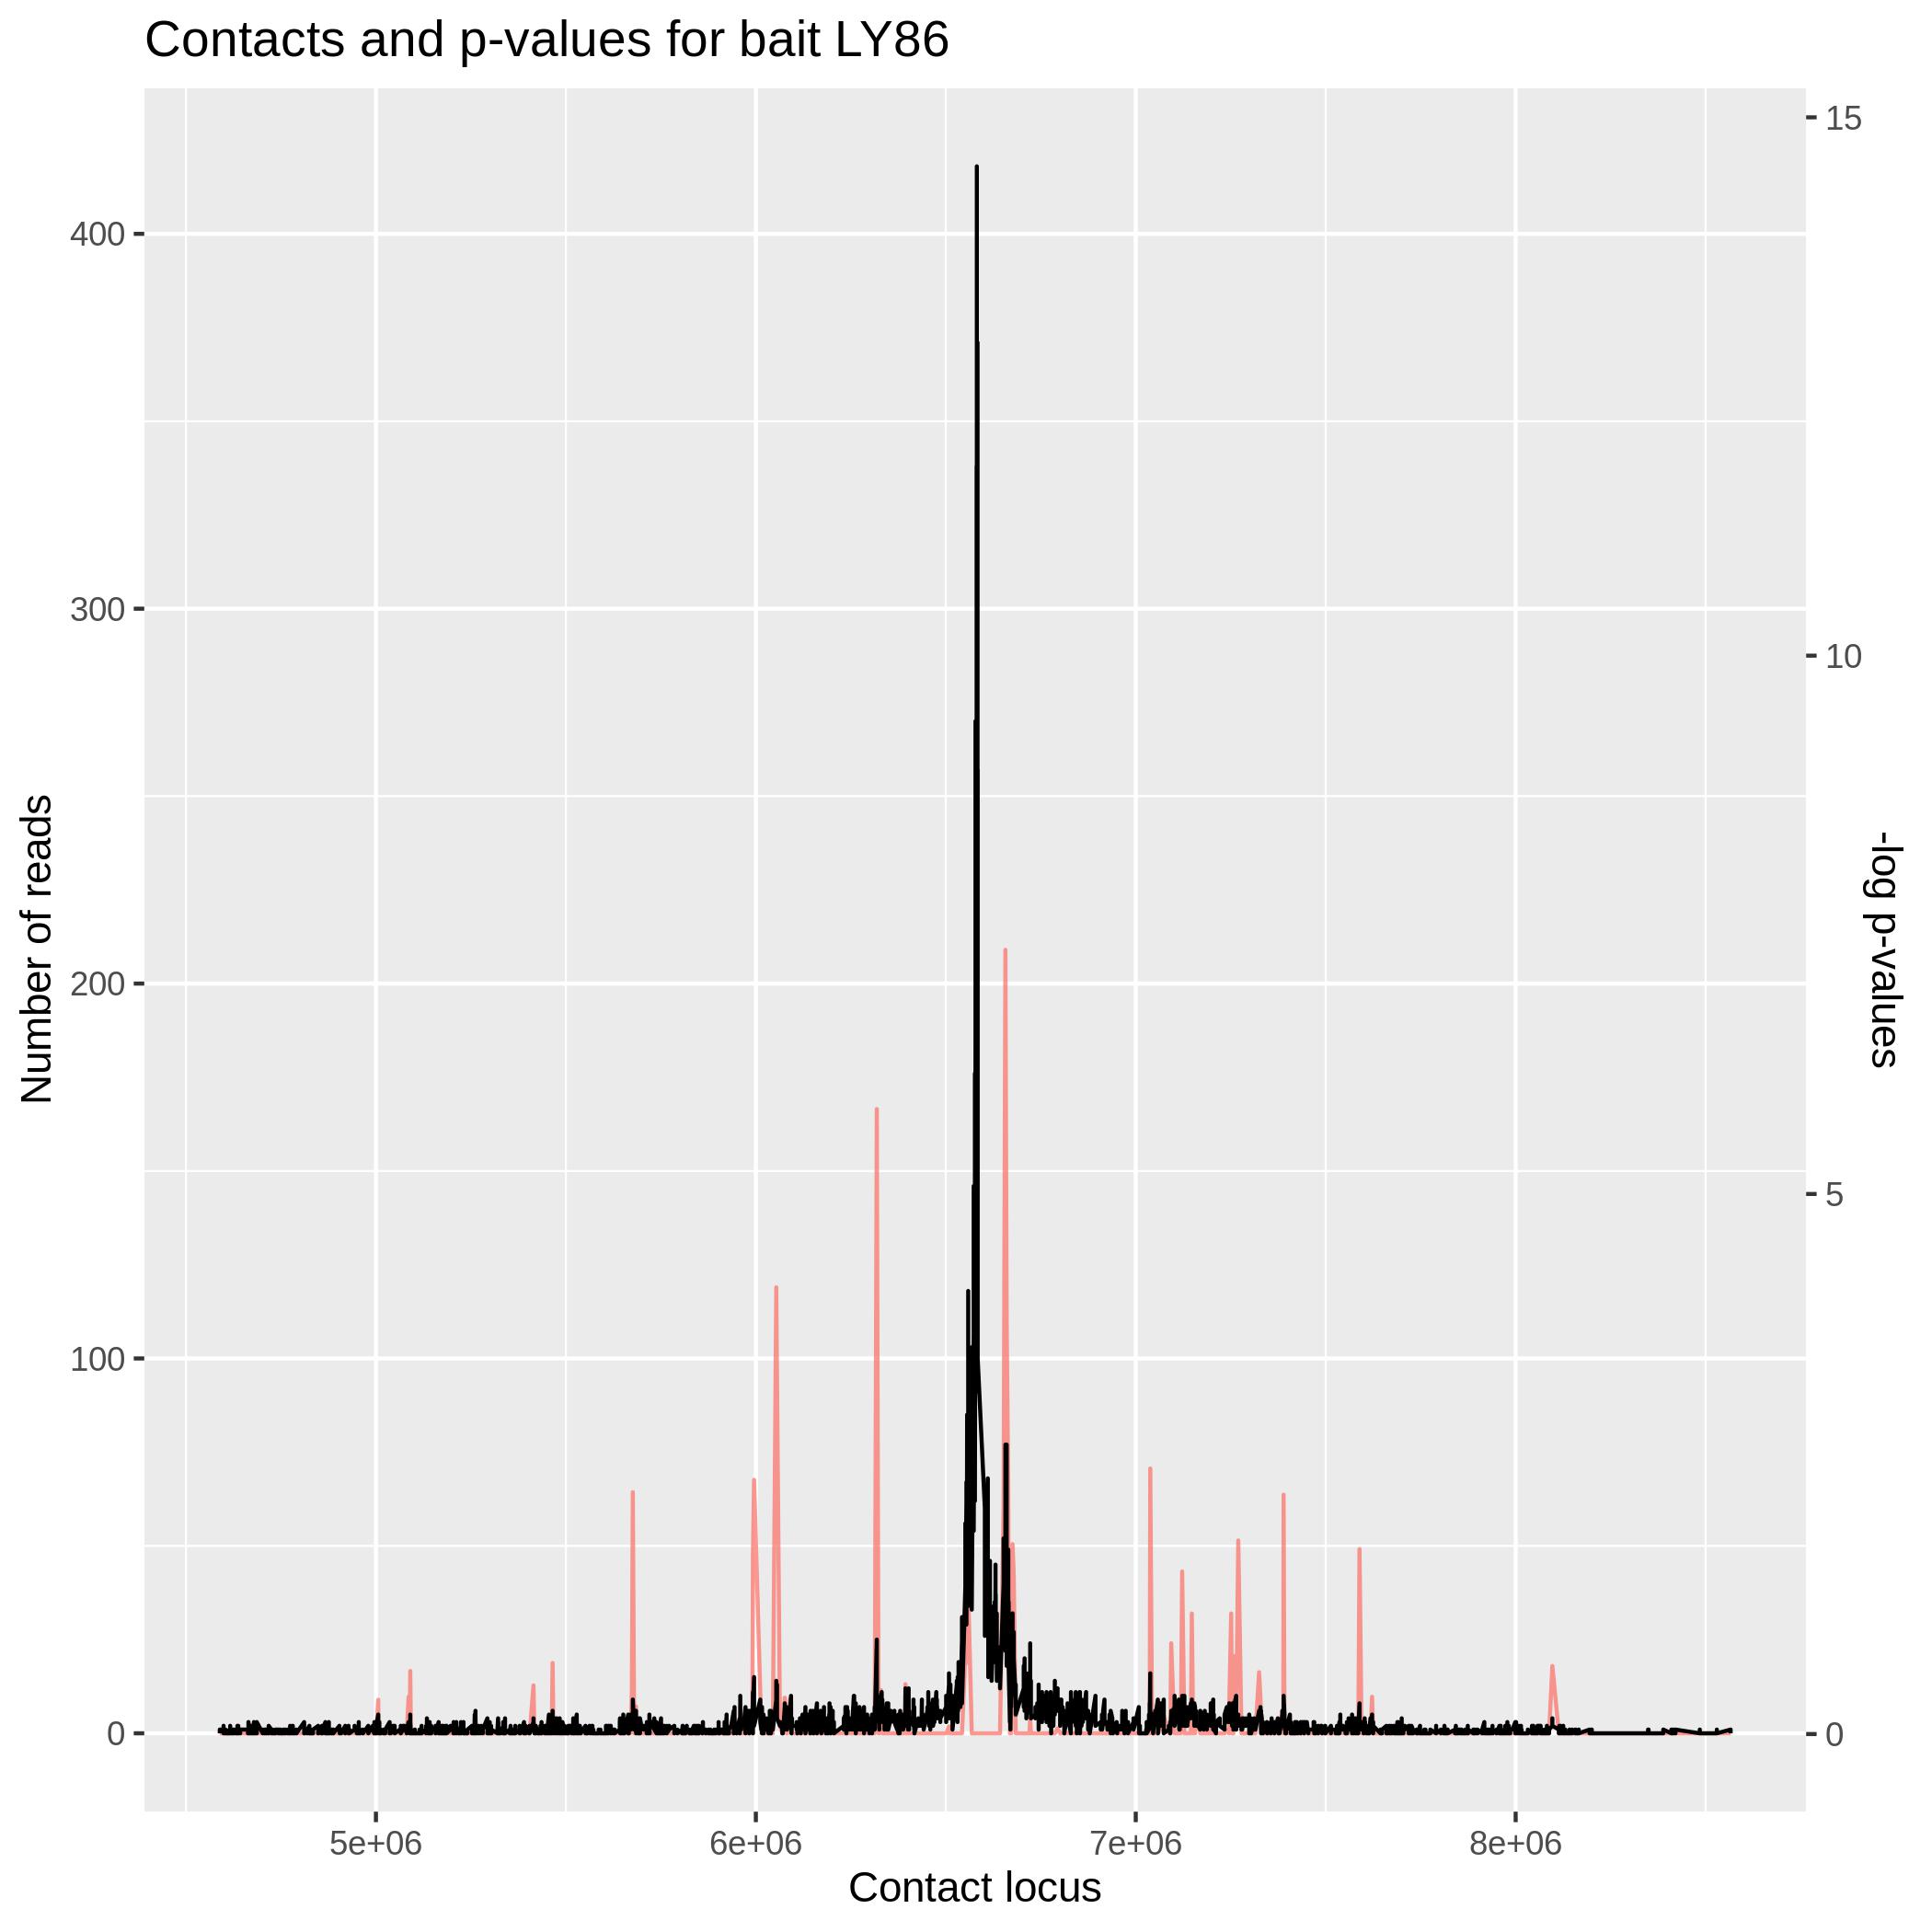 Contacts and p-values for bait LY86
400
300
200
100
0
Number of reads
15
10
5
0
-log p-values
5e+06
6e+06
7e+06
8e+06
Contact locus